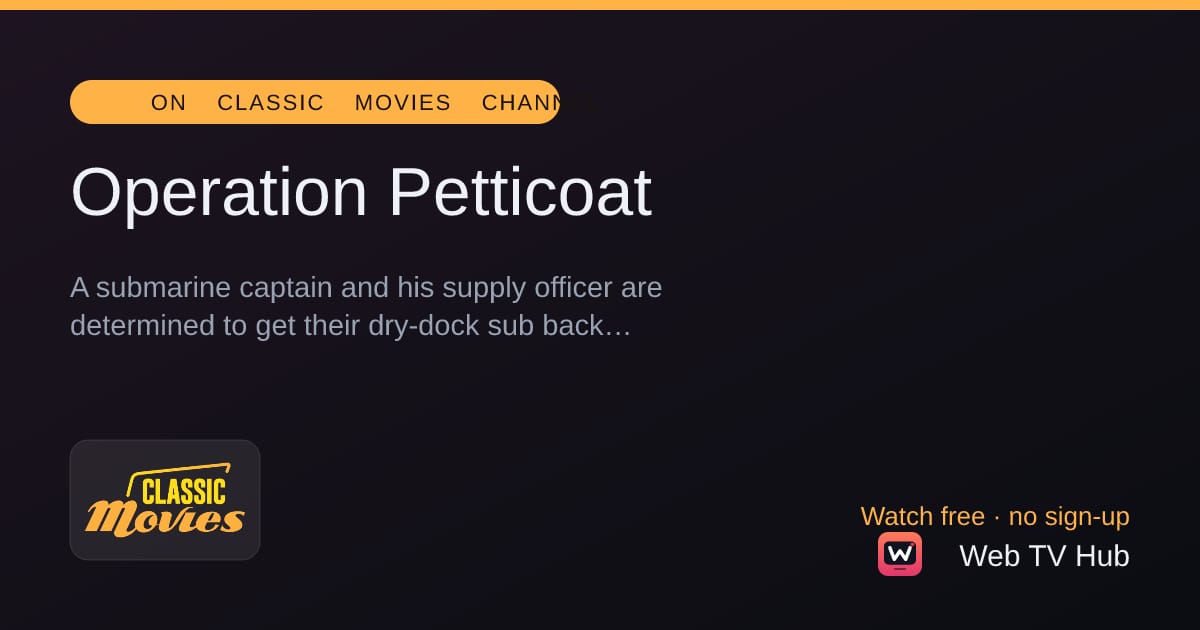 ON CLASSIC MOVIES CHANNEL
Operation Petticoat
A submarine captain and his supply officer are
determined to get their dry-dock sub back…
CLASSIC
Movies
Watch free · no sign-up
W
Web TV Hub